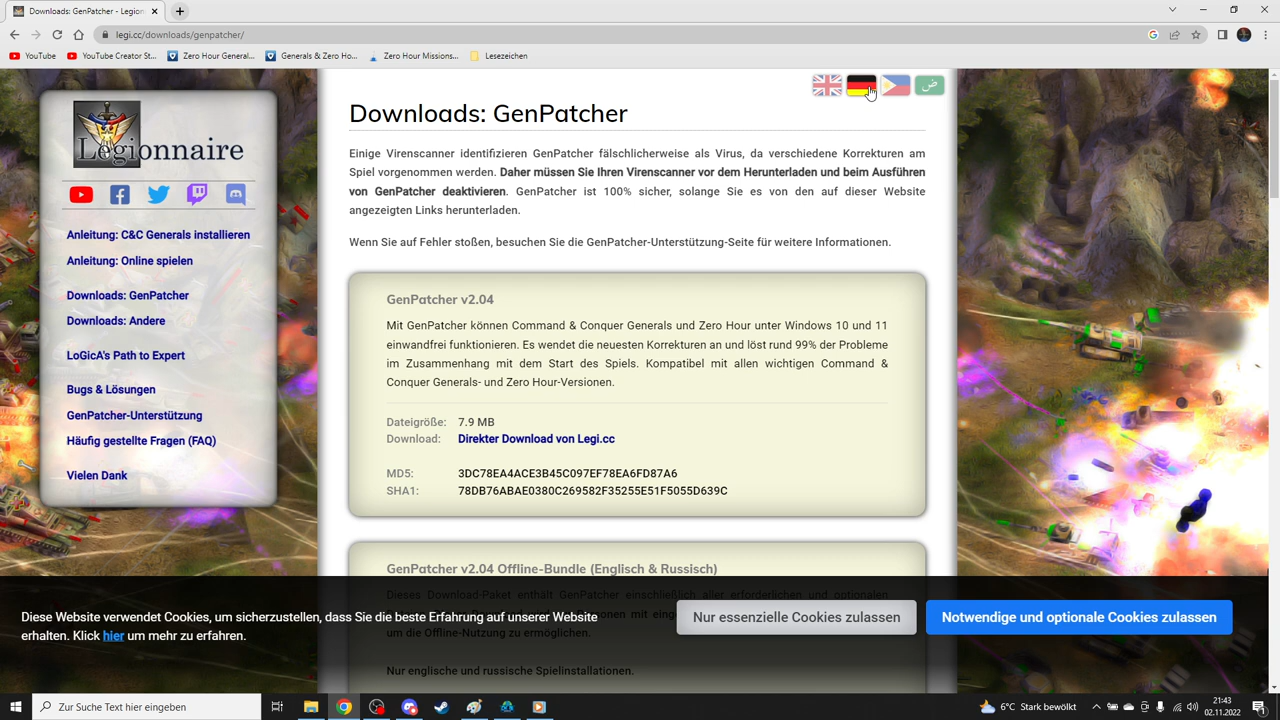 Downloads: GenPatcher - Legion
legi.cc/downloads/genpatcher/
YouTube
YouTube Creator St...
Zero Hour General...
Generals & Zero Ho...
Zero Hour Missions...
Lesezeichen
Legionnaire
Anleitung: C&C Generals installieren
Anleitung: Online spielen
Downloads: GenPatcher
Downloads: Andere
LoGicA's Path to Expert
Bugs & Lösungen
GenPatcher-Unterstützung
Häufig gestellte Fragen (FAQ)
Vielen Dank
ض
Downloads: GenPatcher
Einige Virenscanner identifizieren GenPatcher fälschlicherweise als Virus, da verschiedene Korrekturen am
Spiel vorgenommen werden. Daher müssen Sie Ihren Virenscanner vor dem Herunterladen und beim Ausführen
von GenPatcher deaktivieren. GenPatcher ist 100% sicher, solange Sie es von den auf dieser Website
angezeigten Links herunterladen.
Wenn Sie auf Fehler stoßen, besuchen Sie die GenPatcher-Unterstützung-Seite für weitere Informationen.
GenPatcher v2.04
Mit GenPatcher können Command & Conquer Generals und Zero Hour unter Windows 10 und 11
einwandfrei funktionieren. Es wendet die neuesten Korrekturen an und löst rund 99% der Probleme
im Zusammenhang mit dem Start des Spiels. Kompatibel mit allen wichtigen Command &
Conquer Generals- und Zero Hour-Versionen.
Dateigröße: 7.9 MB
Download: Direkter Download von Legi.cc
MD5: 3DC78EA4ACE3B45C097EF78EA6FD87A6
SHA1: 78DB76ABAE0380C269582F35255E51F5055D639C
GenPatcher v2.04 Offline-Bundle (Englisch & Russisch)
Dieses Download-Paket enthält GenPatcher einschließlich aller erforderlichen und optionalen
um die Offline-Nutzung zu ermöglichen.
Nur englische und russische Spielinstallationen.
Diese Website verwendet Cookies, um sicherzustellen, dass Sie die beste Erfahrung auf unserer Website
erhalten. Klick hier um mehr zu erfahren.
Nur essenzielle Cookies zulassen
Notwendige und optionale Cookies zulassen
Zur Suche Text hier eingeben
6°C Stark bewölkt
21:43
02.11.2022
1